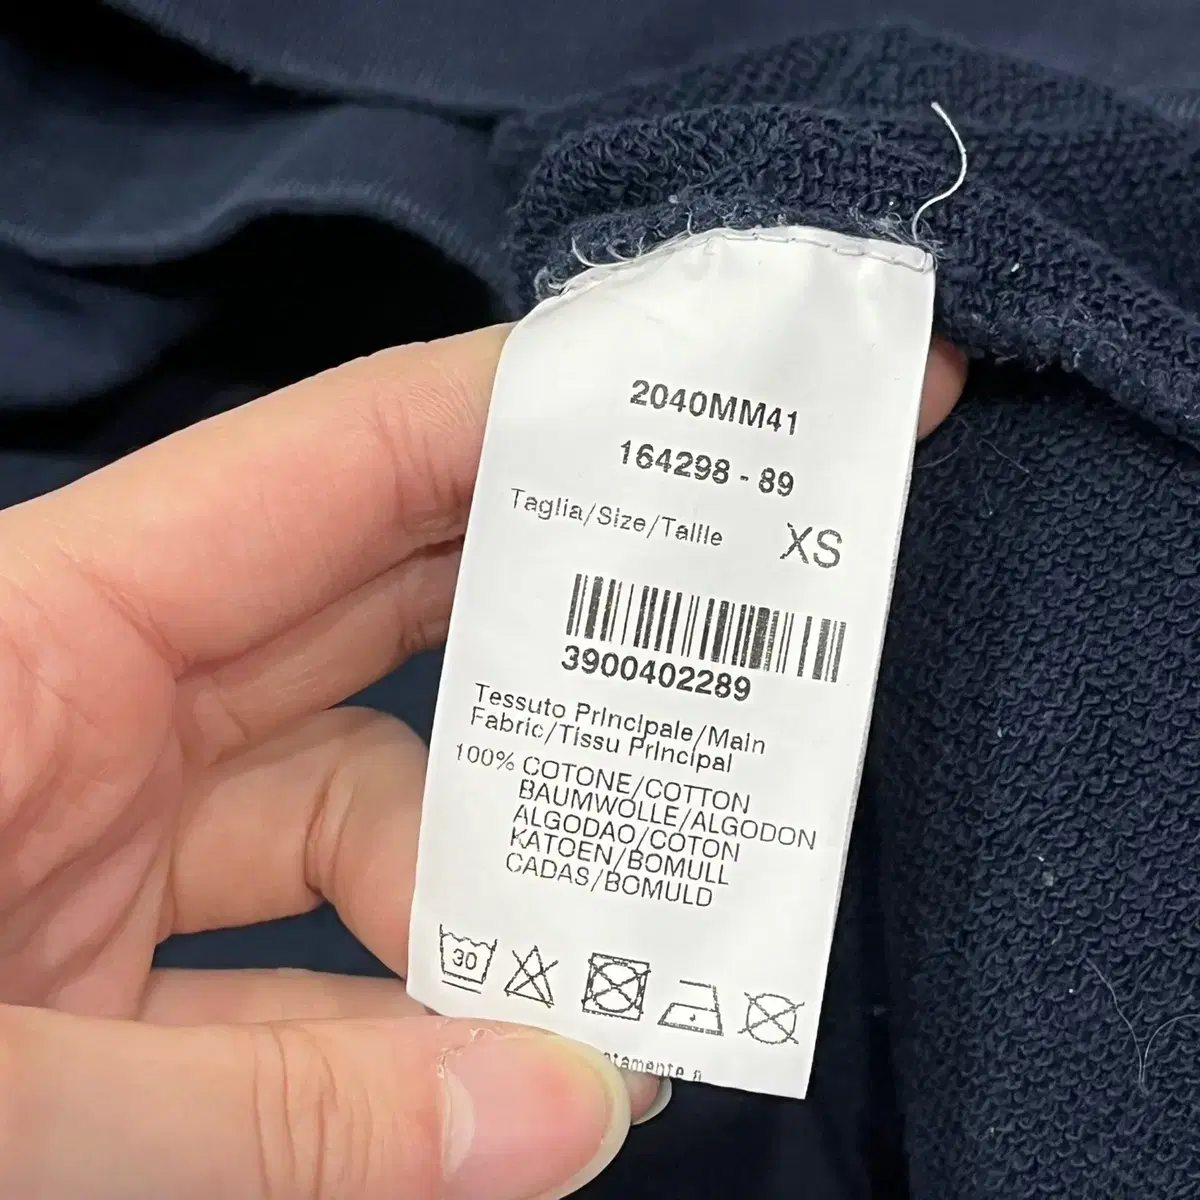 2040MM41
164298 - 89
Taglia/Size/Taille XS
3900402289
Tessuto Principale/Main
Fabric/Tissu Principal
100% COTONE/COTTON
BAUMWOLLE/ALGODON
ALGODAO/COTON
KATOEN/BOMULL
CADAS/BOMULD
30